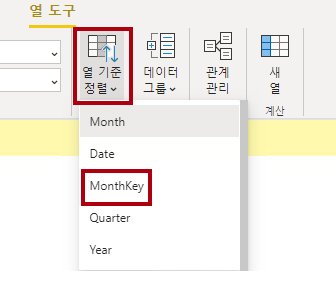 열 도구
열 기준
정렬
데이터
그룹
관계
관리
새
열
계산
Month
Date
MonthKey
Quarter
Year